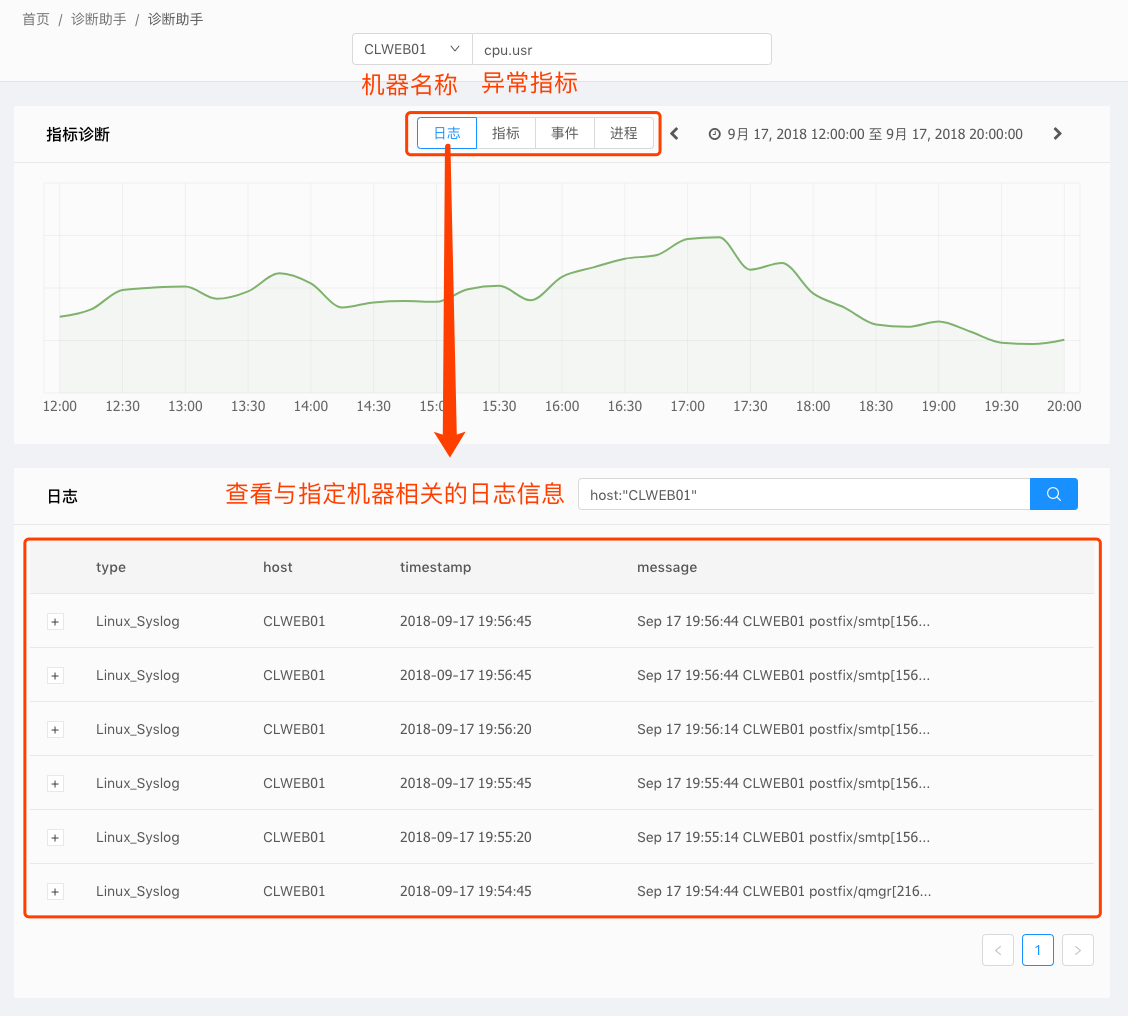 首页 / 诊断助手 / 诊断助手
CLWEB01 cpu.usr
机器名称 异常指标
指标诊断 日志 指标 事件 进程 9月 17, 2018 12:00:00 至 9月 17, 2018 20:00:00
12:00 12:30 13:00 13:30 14:00 14:30 15:00 15:30 16:00 16:30 17:00 17:30 18:00 18:30 19:00 19:30 20:00
日志 查看与指定机器相关的日志信息 host:"CLWEB01"
type host timestamp message
+ Linux_Syslog CLWEB01 2018-09-17 19:56:45 Sep 17 19:56:44 CLWEB01 postfix/smtp[156...
+ Linux_Syslog CLWEB01 2018-09-17 19:56:45 Sep 17 19:56:44 CLWEB01 postfix/smtp[156...
+ Linux_Syslog CLWEB01 2018-09-17 19:56:20 Sep 17 19:56:14 CLWEB01 postfix/smtp[156...
+ Linux_Syslog CLWEB01 2018-09-17 19:55:45 Sep 17 19:55:44 CLWEB01 postfix/smtp[156...
+ Linux_Syslog CLWEB01 2018-09-17 19:55:20 Sep 17 19:55:14 CLWEB01 postfix/smtp[156...
+ Linux_Syslog CLWEB01 2018-09-17 19:54:45 Sep 17 19:54:44 CLWEB01 postfix/qmgr[216...
< 1 >